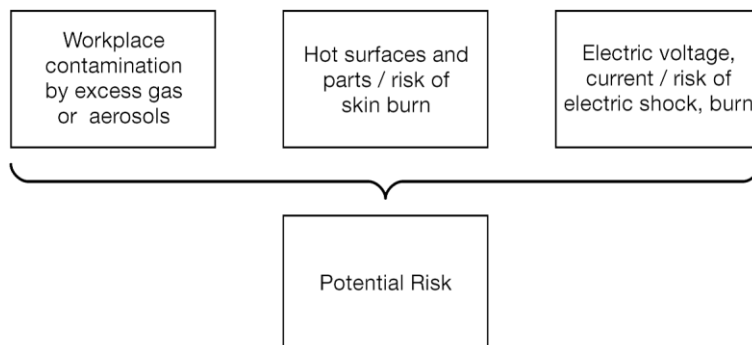 Workplace
contamination
by excess gas
or aerosols
Hot surfaces and
parts / risk of
skin burn
Electric voltage,
current / risk of
electric shock, burn
Potential Risk